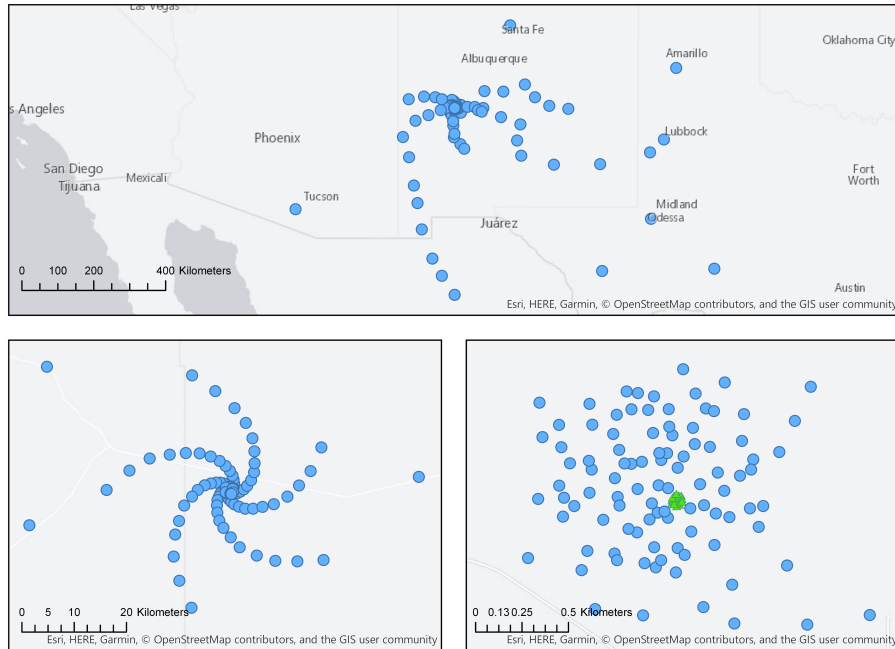 Las Vegas
Santa Fe
Oklahoma City
Albuquerque
Amarillo
s Angeles
Phoenix
Lubbock
San Diego
Mexicali
Fort
Worth
Tijuana
Tucson
Midland
Odessa
Juárez
0 100 200 400 Kilometers
Austin
Esri, HERE, Garmin, © OpenStreetMap contributors, and the GIS user community
0 5 10 20 Kilometers
Esri, HERE, Garmin, © OpenStreetMap contributors, and the GIS user community
0 0.13 0.25 0.5 Kilometers
Esri, HERE, Garmin, © OpenStreetMap contributors, and the GIS user community